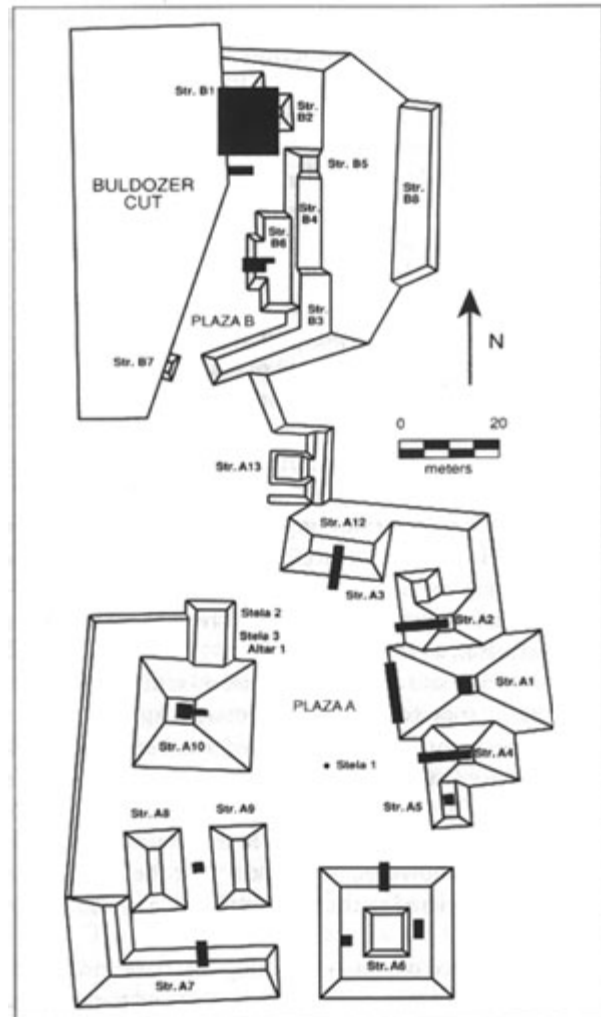 Str. B1
Str.
B2
BULDOZER
CUT
Str. B5
Str.
B4
Str.
B8
Str.
B6
PLAZA B
Str.
B3
N
Str. B7
0 20
meters
Str. A13
Str. A12
Str. A3
Stela 2
Str. A2
Stela 3
Altar 1
Str. A1
PLAZA A
Str. A10
Str. A4
Stela 1
Str. A5
Str. A8
Str. A9
Str. A6
Str. A7